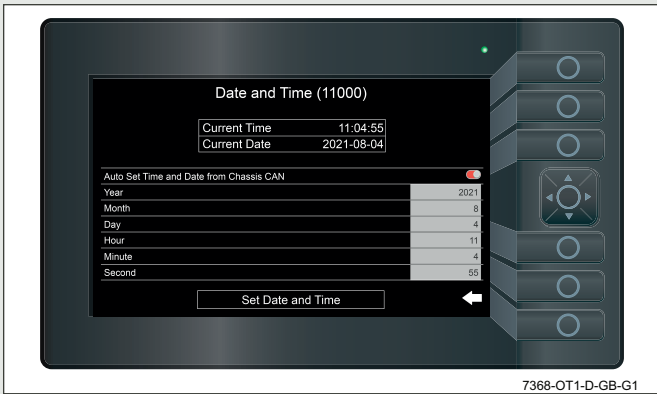 Date and Time (11000)
Current Time 11:04:55
Current Date 2021-08-04
Auto Set Time and Date from Chassis CAN
Year 2021
Month 8
Day 4
Hour 11
Minute 4
Second 55
Set Date and Time
7368-OT1-D-GB-G1